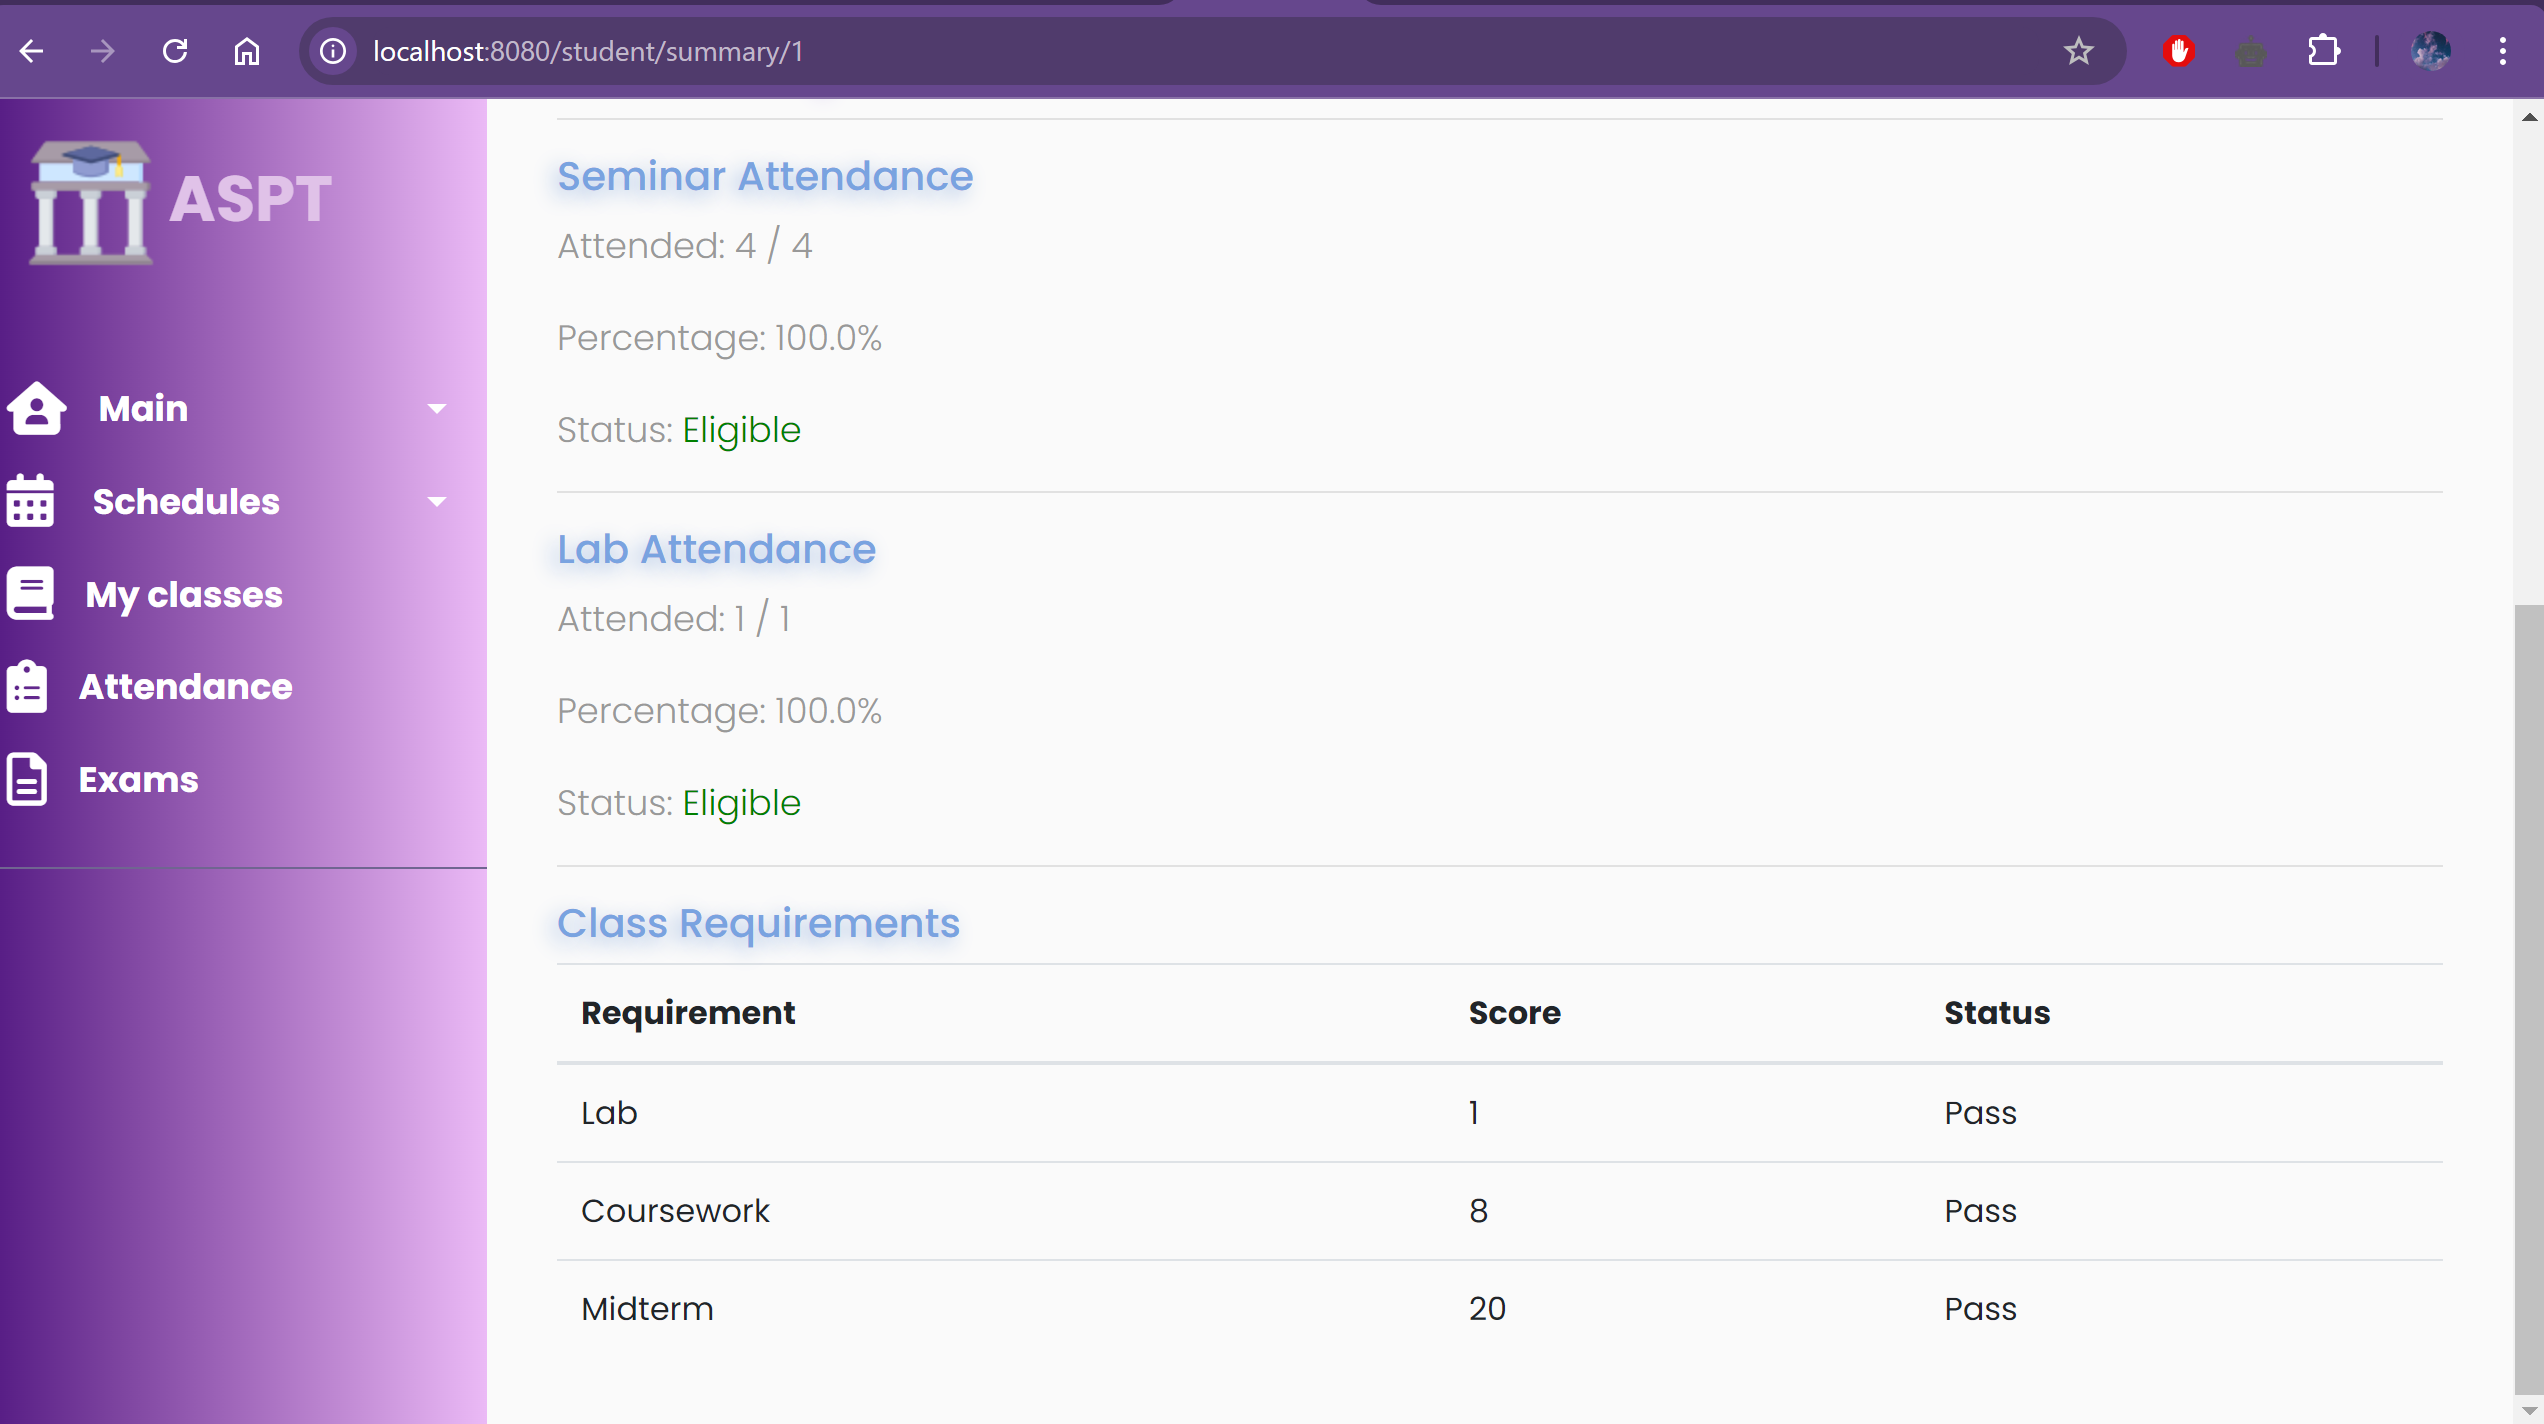 localhost:8080/student/summary/1
ASPT
Main
Schedules
My classes
Attendance
Exams
Seminar Attendance
Attended: 4 / 4
Percentage: 100.0%
Status: Eligible
Lab Attendance
Attended: 1 / 1
Percentage: 100.0%
Status: Eligible
Class Requirements
Requirement Score Status
Lab 1 Pass
Coursework 8 Pass
Midterm 20 Pass